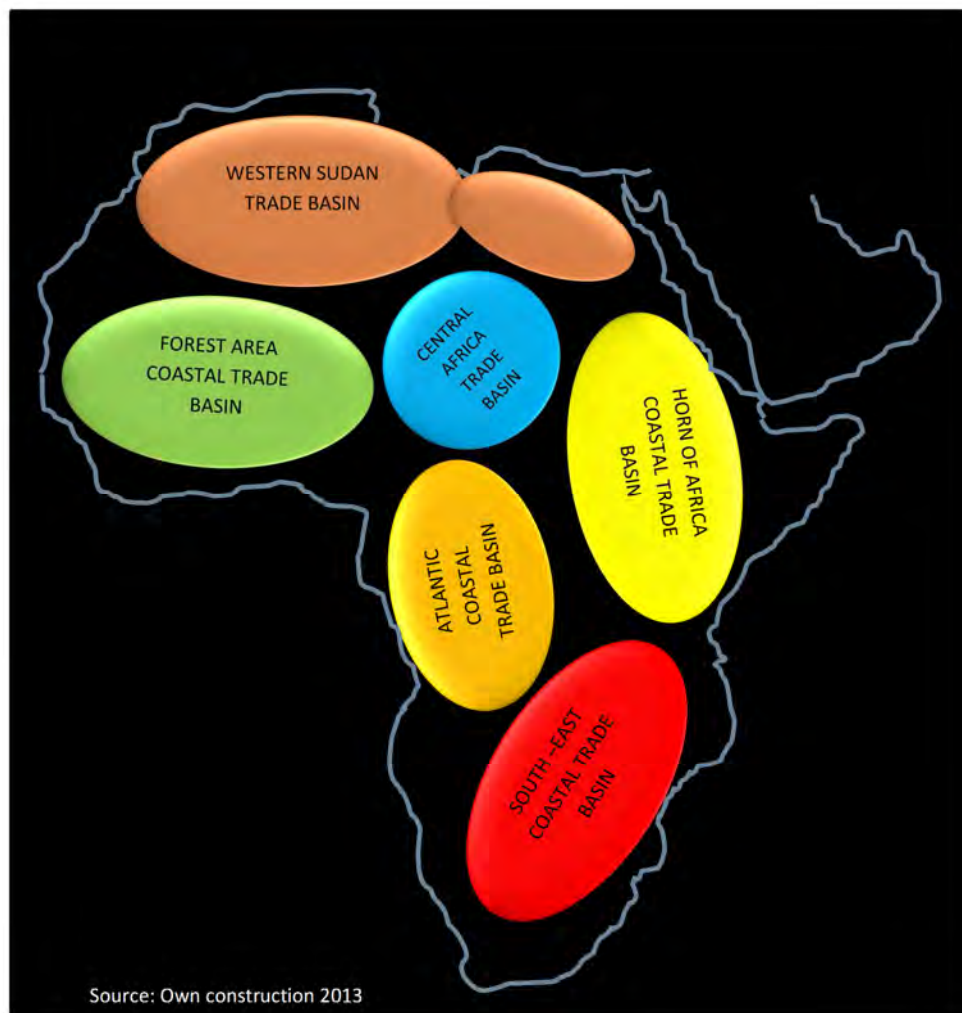 WESTERN SUDAN
TRADE BASIN
FOREST AREA
COASTAL TRADE
BASIN
CENTRAL
AFRICA
TRADE
BASIN
HORN OF AFRICA
COASTAL TRADE
BASIN
ATLANTIC
COASTAL
TRADE BASIN
SOUTH –EAST
COASTAL TRADE
BASIN
Source: Own construction 2013